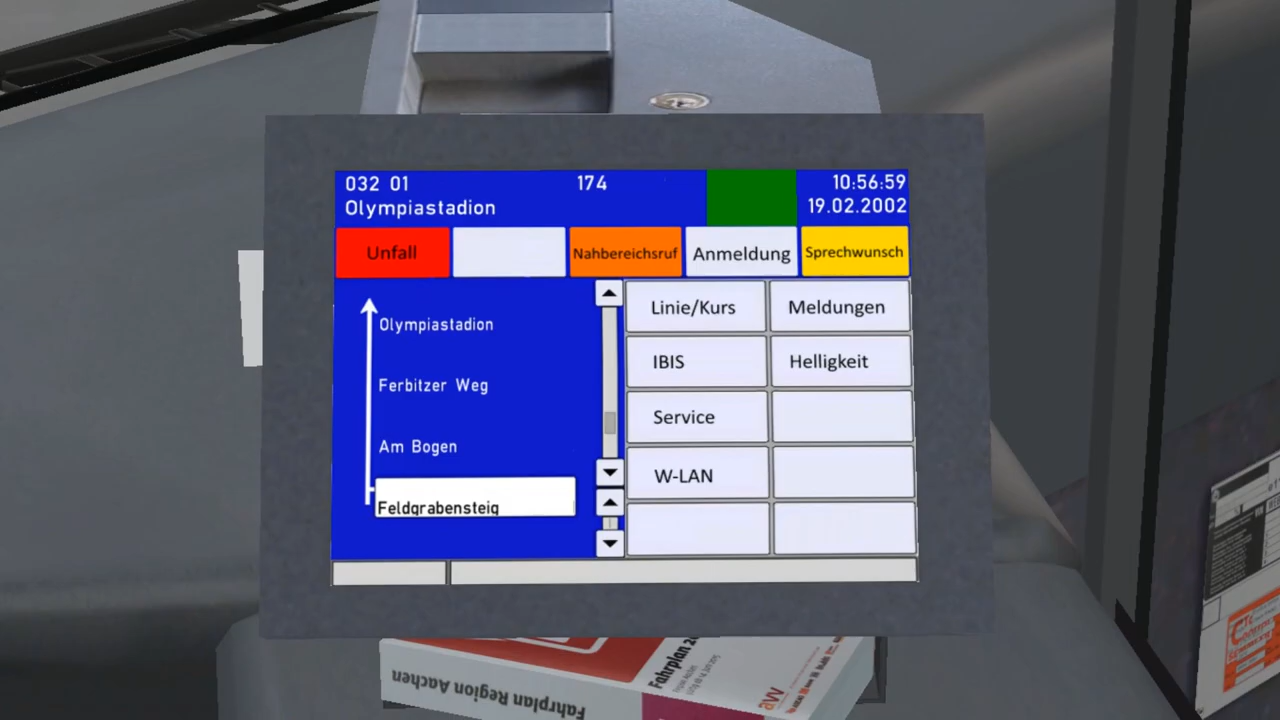 032 01
174
10:56:59
Olympiastadion
19.02.2002
Unfall
Nahbereichsruf
Anmeldung
Sprechwunsch
Olympiastadion
Ferbitzer Weg
Am Bogen
Feldgrabensteig
Linie/Kurs
Meldungen
IBIS
Helligkeit
Service
W-LAN
Fahrplan Region Aachen
Fahrplan